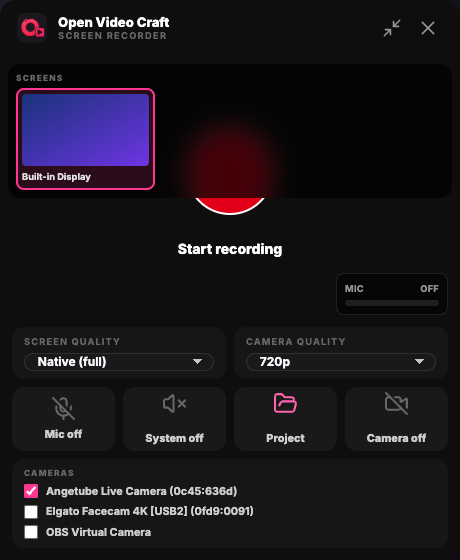 Open Video Craft
SCREEN RECORDER
SCREENS
Built-in Display
Start recording
MIC OFF
SCREEN QUALITY
Native (full)
CAMERA QUALITY
720p
Mic off
System off
Project
Camera off
CAMERAS
Angetube Live Camera (0c45:636d)
Elgato Facecam 4K [USB2] (0fd9:0091)
OBS Virtual Camera